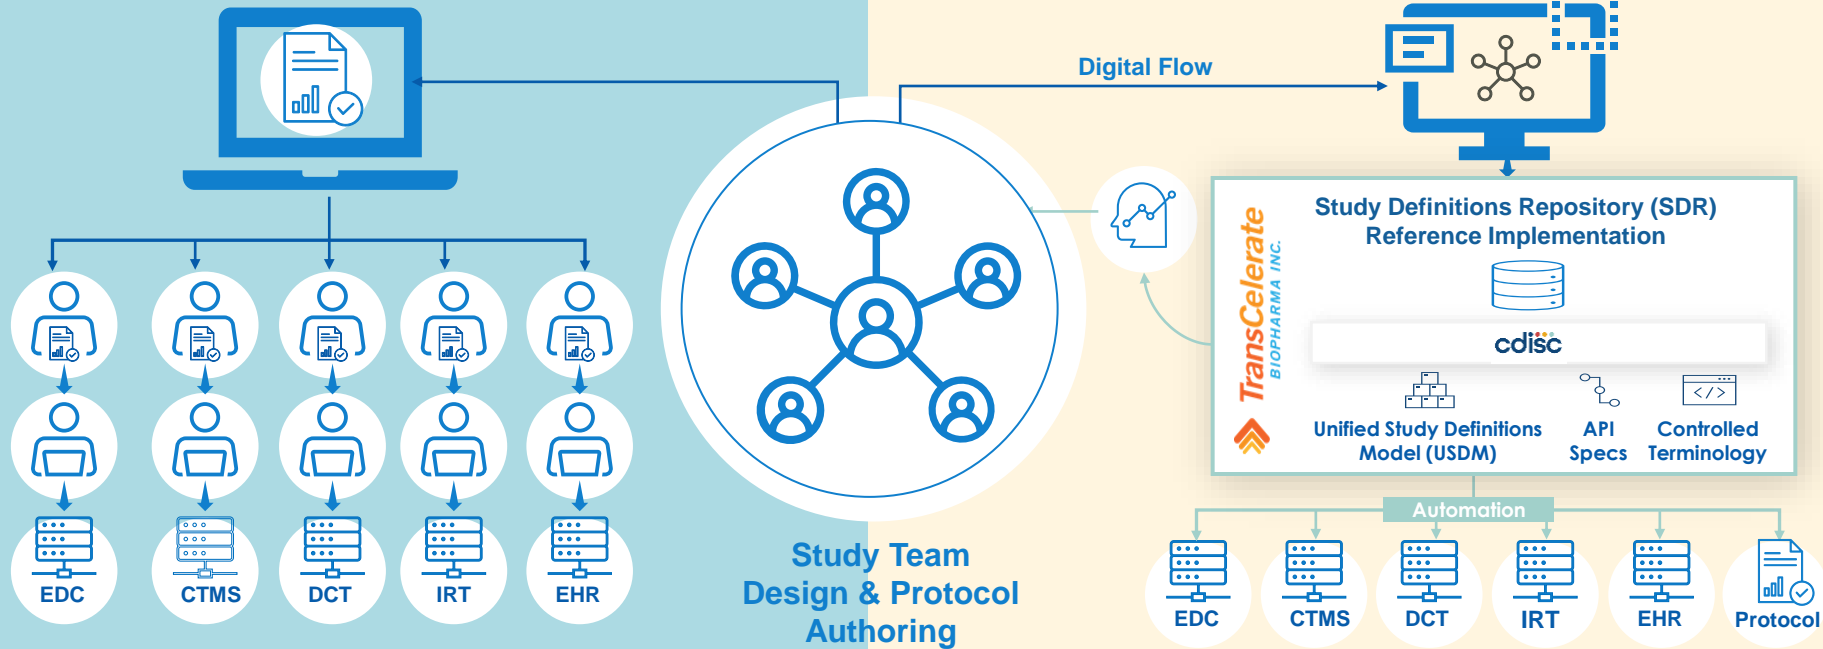 Digital Flow
Study Definitions Repository (SDR)
Reference Implementation
TransCelerate
BIOPHARMA INC.
cdisc
</>
Unified Study Definitions
Model (USDM)
API
Specs
Controlled
Terminology
Automation
EDC
CTMS
DCT
IRT
EHR
Study Team
Design & Protocol
Authoring
EDC
CTMS
DCT
IRT
EHR
Protocol